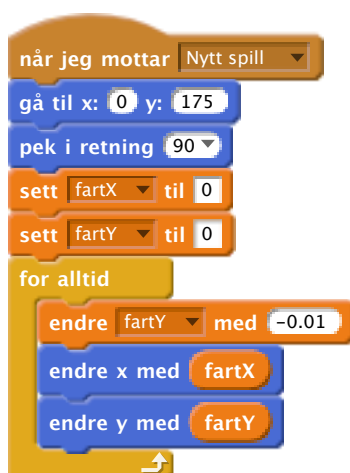 når jeg mottar Nytt spill
gå til x: 0 y: 175
pek i retning 90
sett fartX til 0
sett fartY til 0
for alltid
endre fartY med -0.01
endre x med fartX
endre y med fartY